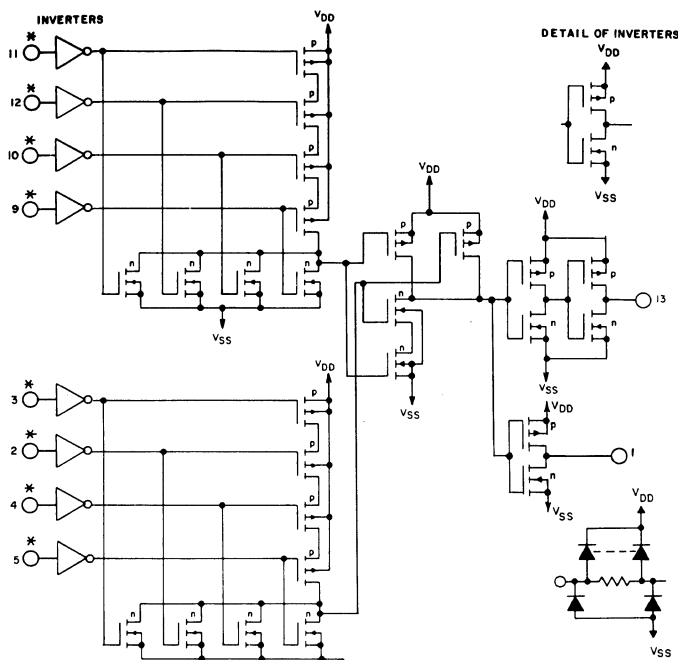 INVERTERS
VDD
DETAIL OF INVERTERS
VDD
* 11
p
* 12
p
p
n
* 10
p
VSS
* 9
p
VDD
p
p
VDD
n
n
n
n
p
p
13
n
n
n
n
VSS
VSS
VSS
* 3
VDD
VDD
p
p
* 2
p
1
n
* 4
p
VSS
* 5
p
VDD
n
n
n
n
VSS